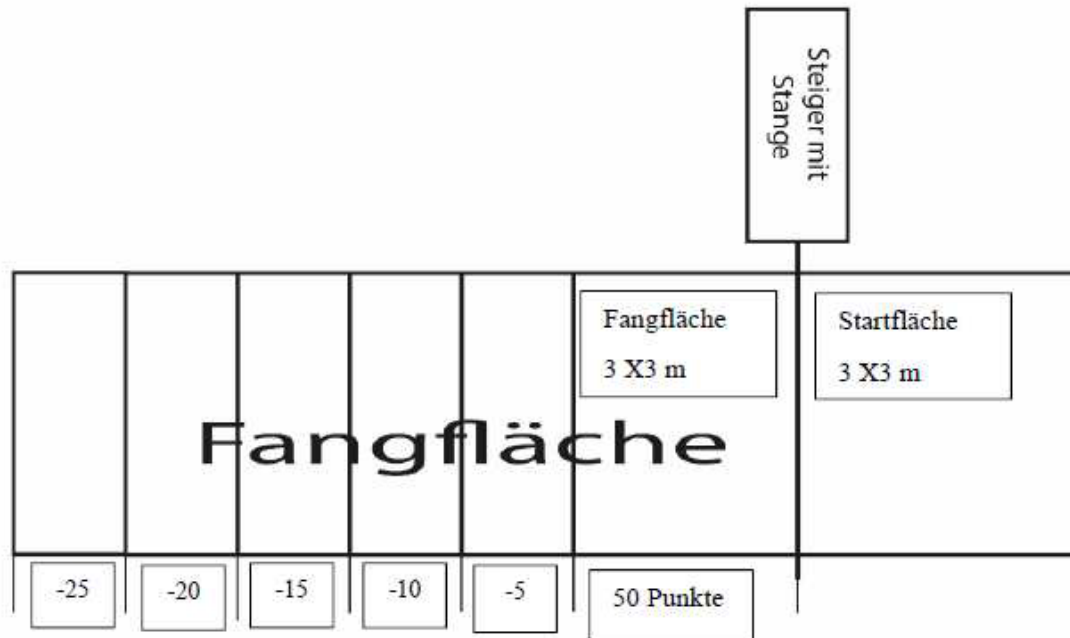 Steiger mit
Stange
Fangfläche
3 X3 m
Startfläche
3 X3 m
Fangfläche
-25
-20
-15
-10
-5
50 Punkte